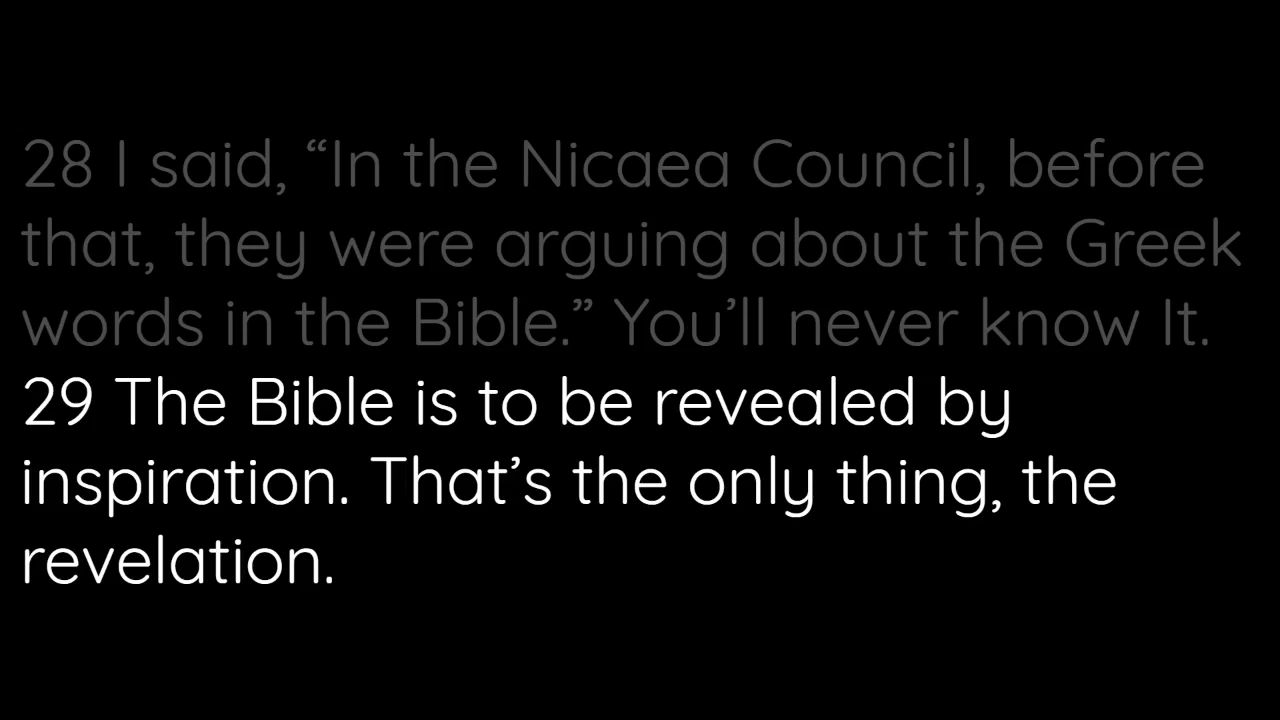 28 I said, “In the Nicaea Council, before
that, they were arguing about the Greek
words in the Bible.” You’ll never know It.
29 The Bible is to be revealed by
inspiration. That’s the only thing, the
revelation.